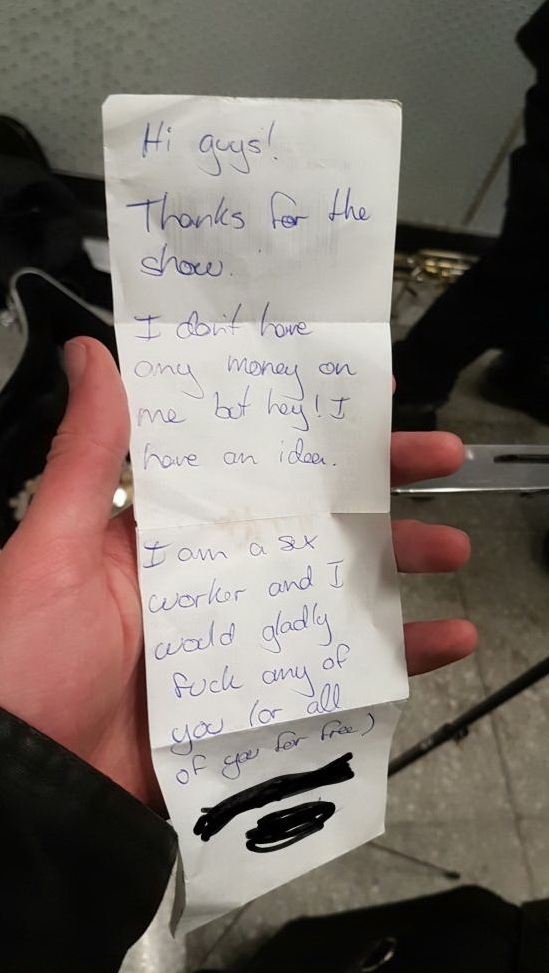 Hi guys!
Thanks for the
show.
I don't have
any money on
me but hey! I
have an idea.
I am a sex
worker and I
would gladly
fuck any of
you (or all
of you for free)